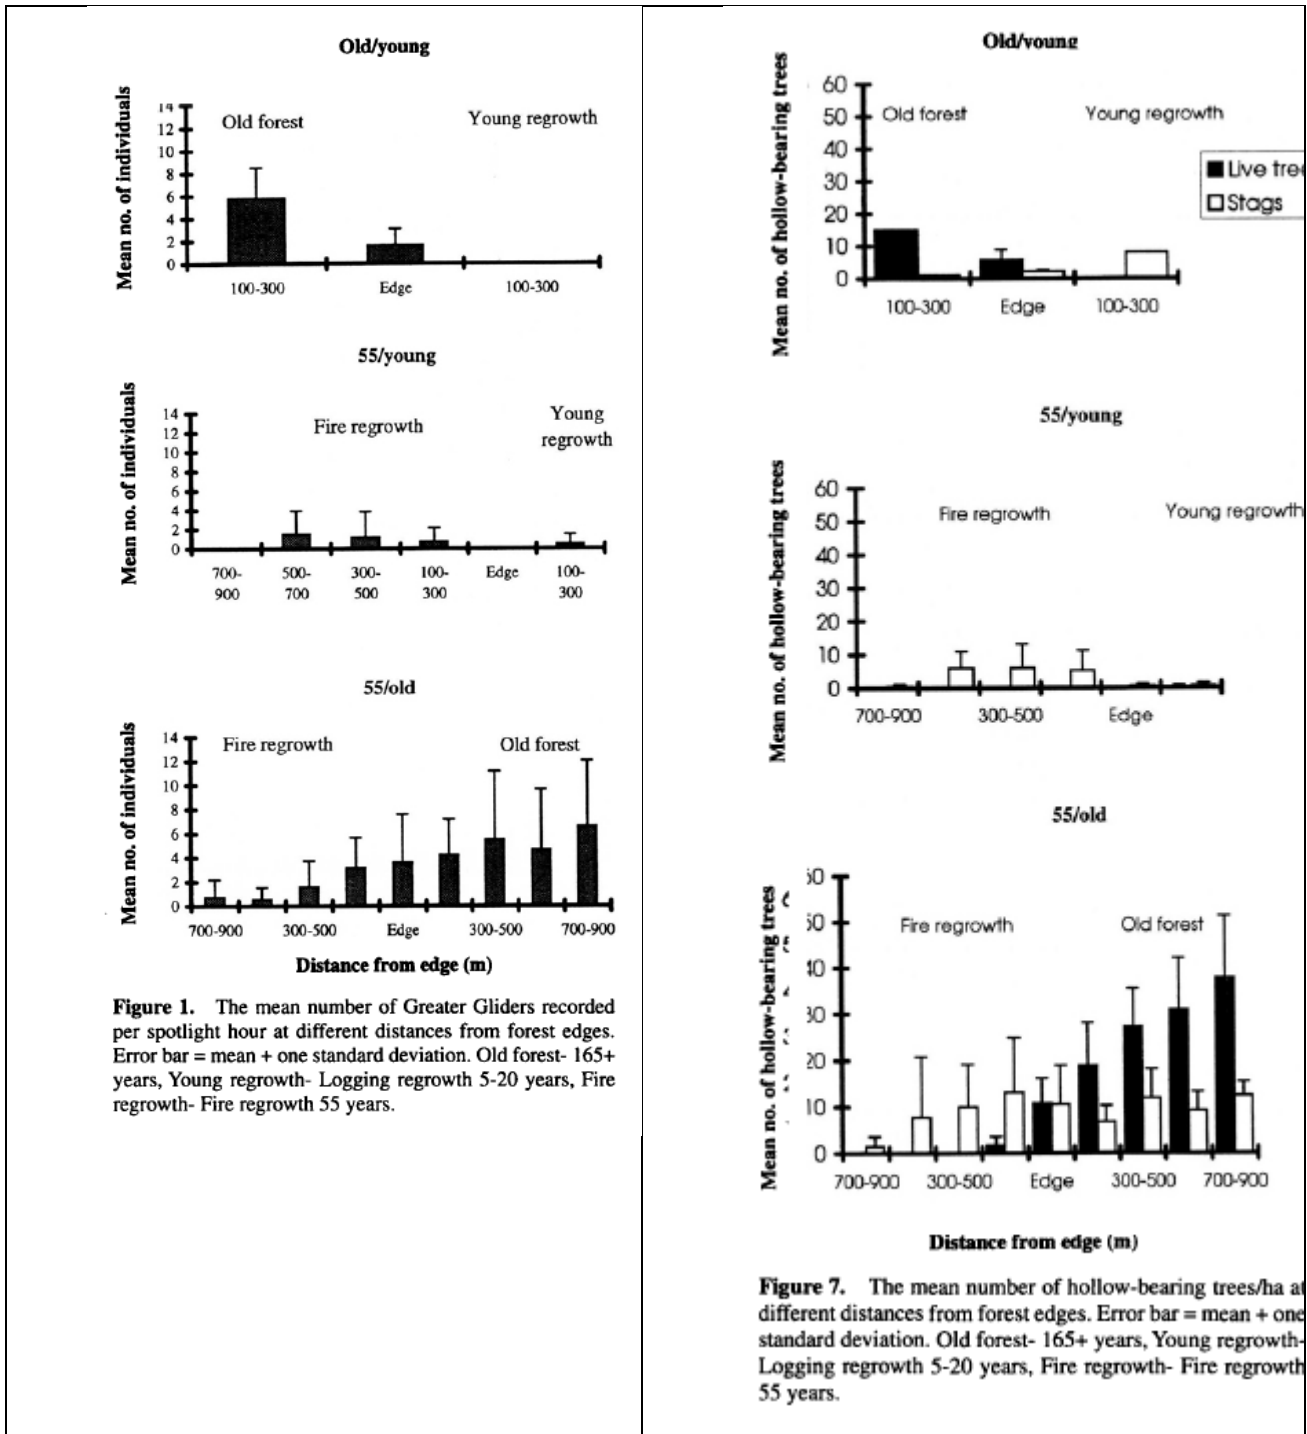 Old/young
Mean no. of individuals
14
12
10
8
6
4
2
0
Old forest
Young regrowth
100-300
Edge
100-300
55/young
Mean no. of individuals
14
12
10
8
6
4
2
0
Fire regrowth
Young
regrowth
700-
900
500-
700
300-
500
100-
300
Edge
100-
300
55/old
Mean no. of individuals
14
12
10
8
6
4
2
0
Fire regrowth
Old forest
700-900
300-500
Edge
300-500
700-900
Distance from edge (m)
Figure 1. The mean number of Greater Gliders recorded
per spotlight hour at different distances from forest edges.
Error bar = mean + one standard deviation. Old forest- 165+
years, Young regrowth- Logging regrowth 5-20 years, Fire
regrowth- Fire regrowth 55 years.
Old/young
Mean no. of hollow-bearing trees
60
50
40
30
20
10
0
Old forest
Young regrowth
Live tree
Stags
100-300
Edge
100-300
55/young
Mean no. of hollow-bearing trees
60
50
40
30
20
10
0
Fire regrowth
Young regrowth
700-900
300-500
Edge
55/old
Mean no. of hollow-bearing trees
60
50
40
30
20
10
0
Fire regrowth
Old forest
700-900
300-500
Edge
300-500
700-900
Distance from edge (m)
Figure 7. The mean number of hollow-bearing trees/ha at
different distances from forest edges. Error bar = mean + one
standard deviation. Old forest- 165+ years, Young regrowth-
Logging regrowth 5-20 years, Fire regrowth- Fire regrowth
55 years.